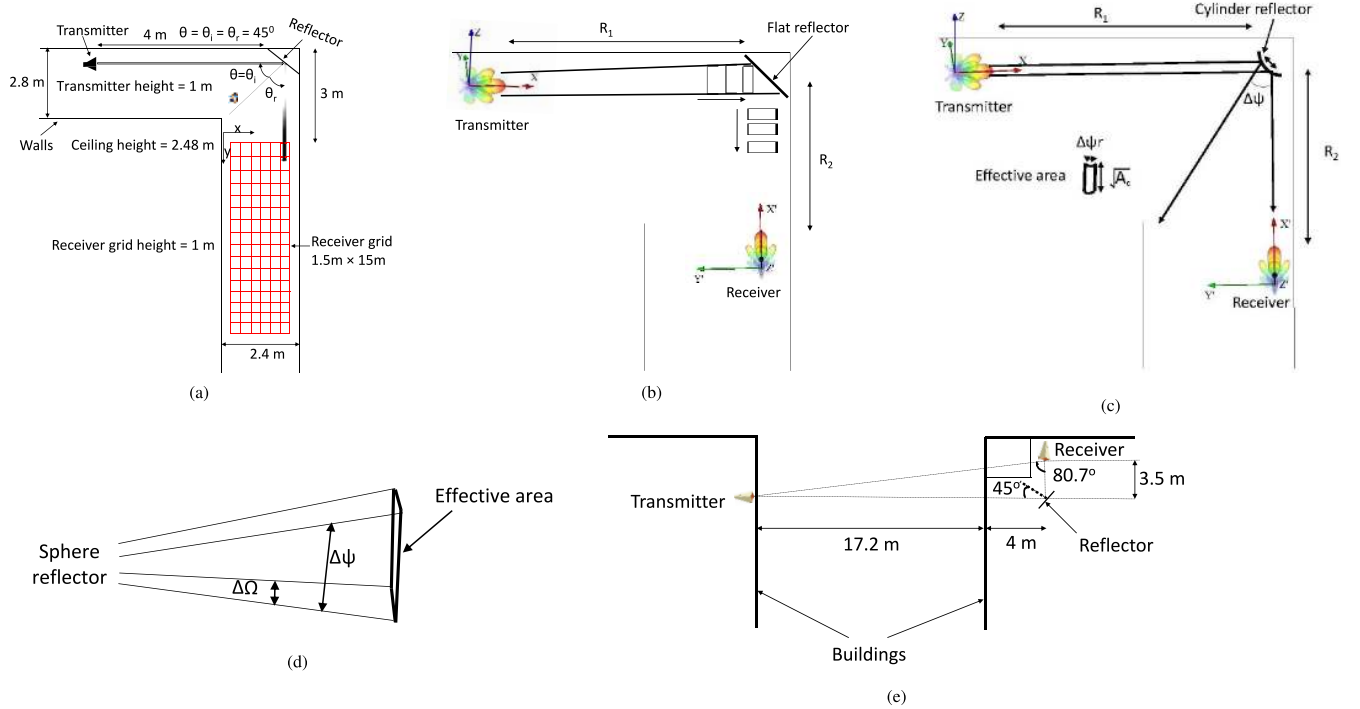 Transmitter
4 m
θ = θi = θr = 45⁰
Reflector
2.8 m
θ=θi
Transmitter height = 1 m
θr
3 m
Walls
Ceiling height = 2.48 m
x
y
Receiver grid height = 1 m
Receiver grid
1.5m × 15m
2.4 m
(a)
Z
Y
R1
Flat reflector
X
Transmitter
R2
X'
Y'
Z'
Receiver
(b)
Cylinder reflector
Z
R1
Y
X
Transmitter
Δψ
Δψr
Effective area
√Ac
R2
X'
Y'
Z'
Receiver
(c)
Effective area
Sphere
reflector
Δψ
ΔΩ
(d)
Receiver
80.7⁰
3.5 m
45⁰
Transmitter
17.2 m
4 m
Reflector
Buildings
(e)